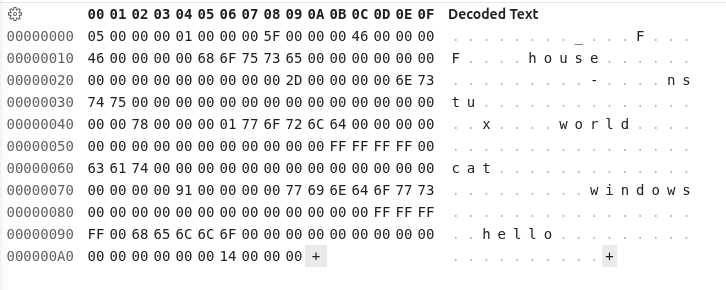 00 01 02 03 04 05 06 07 08 09 0A 0B 0C 0D 0E 0F Decoded Text
00000000 05 00 00 00 01 00 00 00 5F 00 00 00 46 00 00 00 . . . . . . . . _ . . . F . . .
00000010 46 00 00 00 00 68 6F 75 73 65 00 00 00 00 00 00 F . . . . h o u s e . . . . . .
00000020 00 00 00 00 00 00 00 00 00 2D 00 00 00 00 6E 73 . . . . . . . . . - . . . . n s
00000030 74 75 00 00 00 00 00 00 00 00 00 00 00 00 00 00 t u . . . . . . . . . . . . . .
00000040 00 00 78 00 00 00 01 77 6F 72 6C 64 00 00 00 00 . . x . . . . w o r l d . . . .
00000050 00 00 00 00 00 00 00 00 00 00 00 FF FF FF FF 00 . . . . . . . . . . . . . . . .
00000060 63 61 74 00 00 00 00 00 00 00 00 00 00 00 00 00 c a t . . . . . . . . . . . . .
00000070 00 00 00 00 91 00 00 00 00 77 69 6E 64 6F 77 73 . . . . . . . . . w i n d o w s
00000080 00 00 00 00 00 00 00 00 00 00 00 00 00 FF FF FF . . . . . . . . . . . . . . . .
00000090 FF 00 68 65 6C 6C 6F 00 00 00 00 00 00 00 00 00 . . h e l l o . . . . . . . . .
000000A0 00 00 00 00 00 00 14 00 00 00 + . . . . . . . . . . +